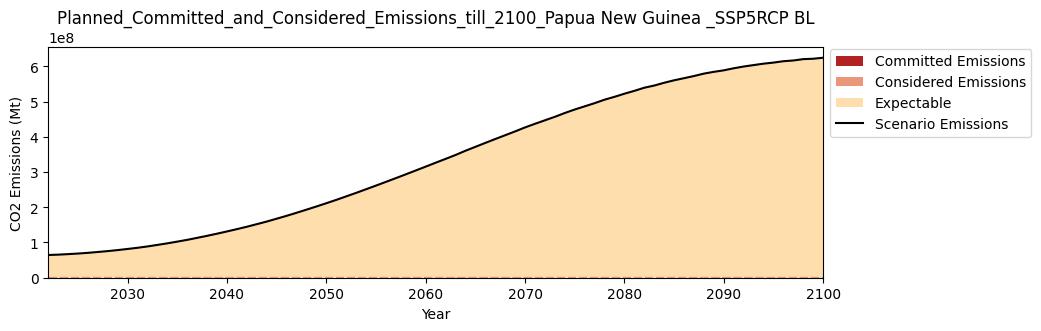 Planned_Committed_and_Considered_Emissions_till_2100_Papua New Guinea _SSP5RCP BL
1e8
6
5
4
3
2
1
0
CO2 Emissions (Mt)
2030 2040 2050 2060 2070 2080 2090 2100
Year
Committed Emissions
Considered Emissions
Expectable
Scenario Emissions